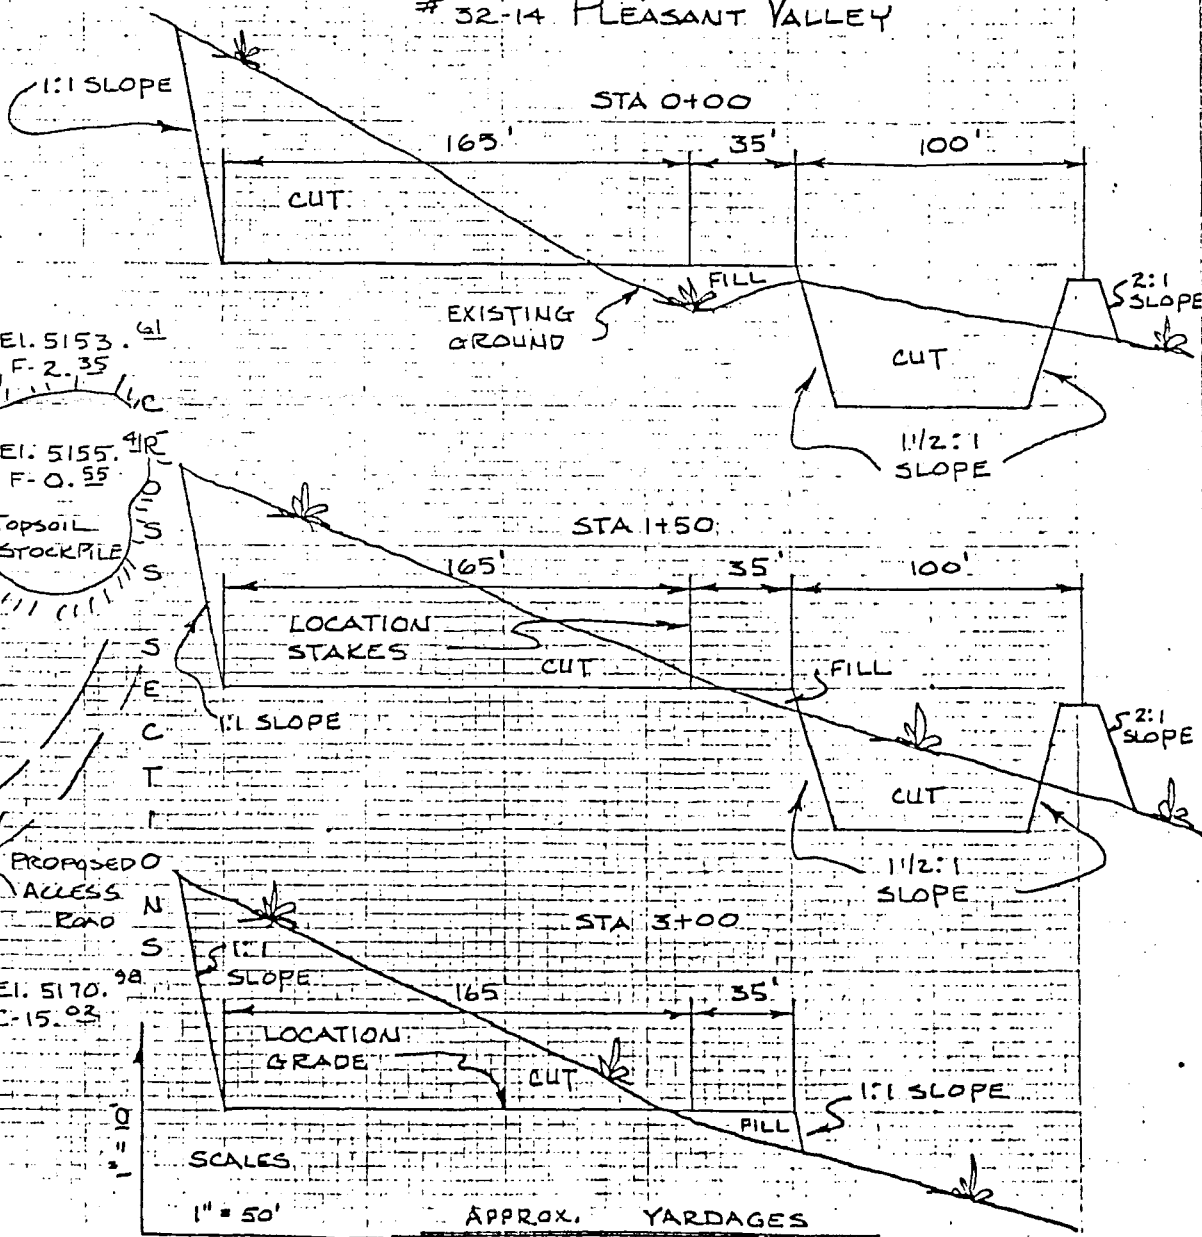 # 32-14 PLEASANT VALLEY
1:1 SLOPE
STA 0+00
165'
35'
100'
CUT
FILL
2:1
SLOPE
EXISTING
GROUND
CUT
1 1/2:1
SLOPE
El. 5153.61
F-2.35
El. 5155.41
F-0.55
TOPSOIL
STOCKPILE
CROSS SECTIONS
STA 1+50
165'
35'
100'
LOCATION
STAKES
CUT
FILL
1:1 SLOPE
2:1
SLOPE
CUT
1 1/2:1
SLOPE
PROPOSED
ACCESS
ROAD
STA 3+00
1:1
SLOPE
El. 5170.98
C-15.02
165'
35'
LOCATION
GRADE
CUT
1:1 SLOPE
FILL
SCALES
1" = 50'
APPROX. YARDAGES